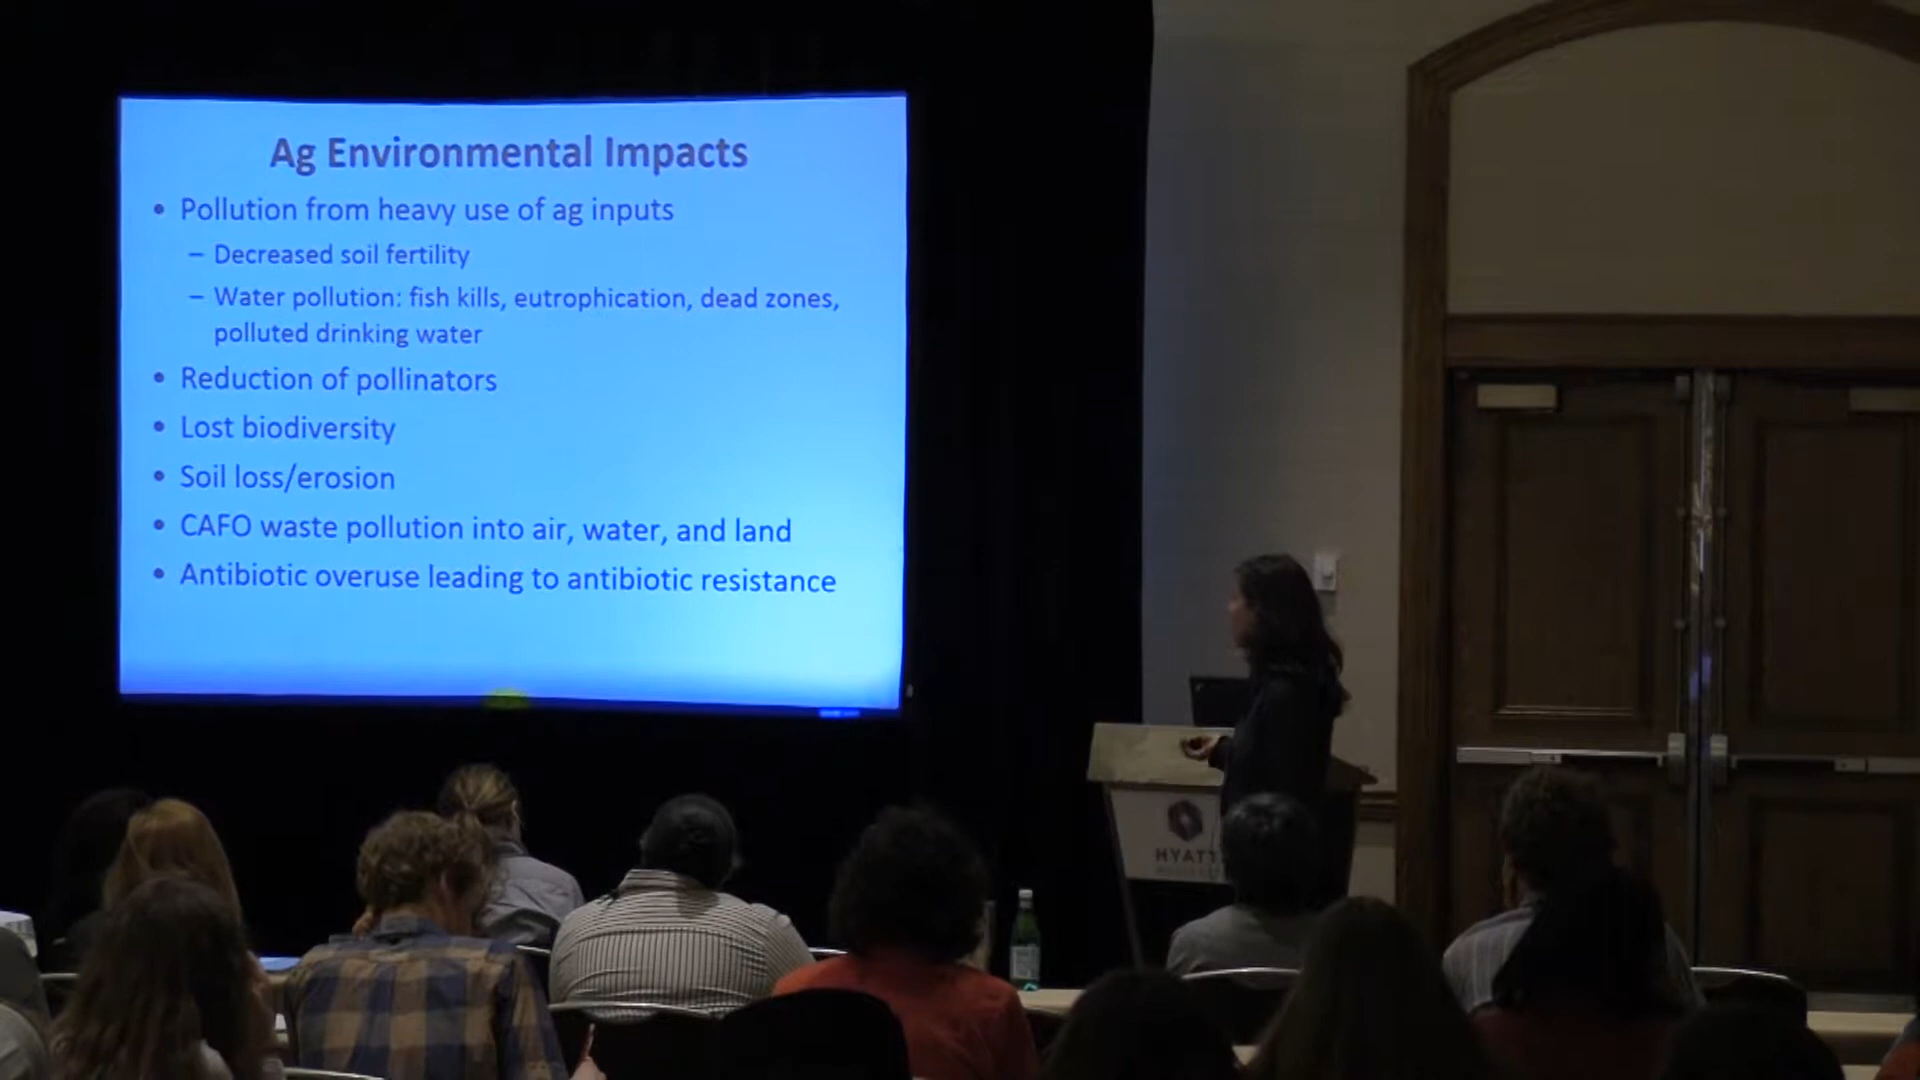 Ag Environmental Impacts
• Pollution from heavy use of ag inputs
– Decreased soil fertility
– Water pollution: fish kills, eutrophication, dead zones,
polluted drinking water
• Reduction of pollinators
• Lost biodiversity
• Soil loss/erosion
• CAFO waste pollution into air, water, and land
• Antibiotic overuse leading to antibiotic resistance
HYATT